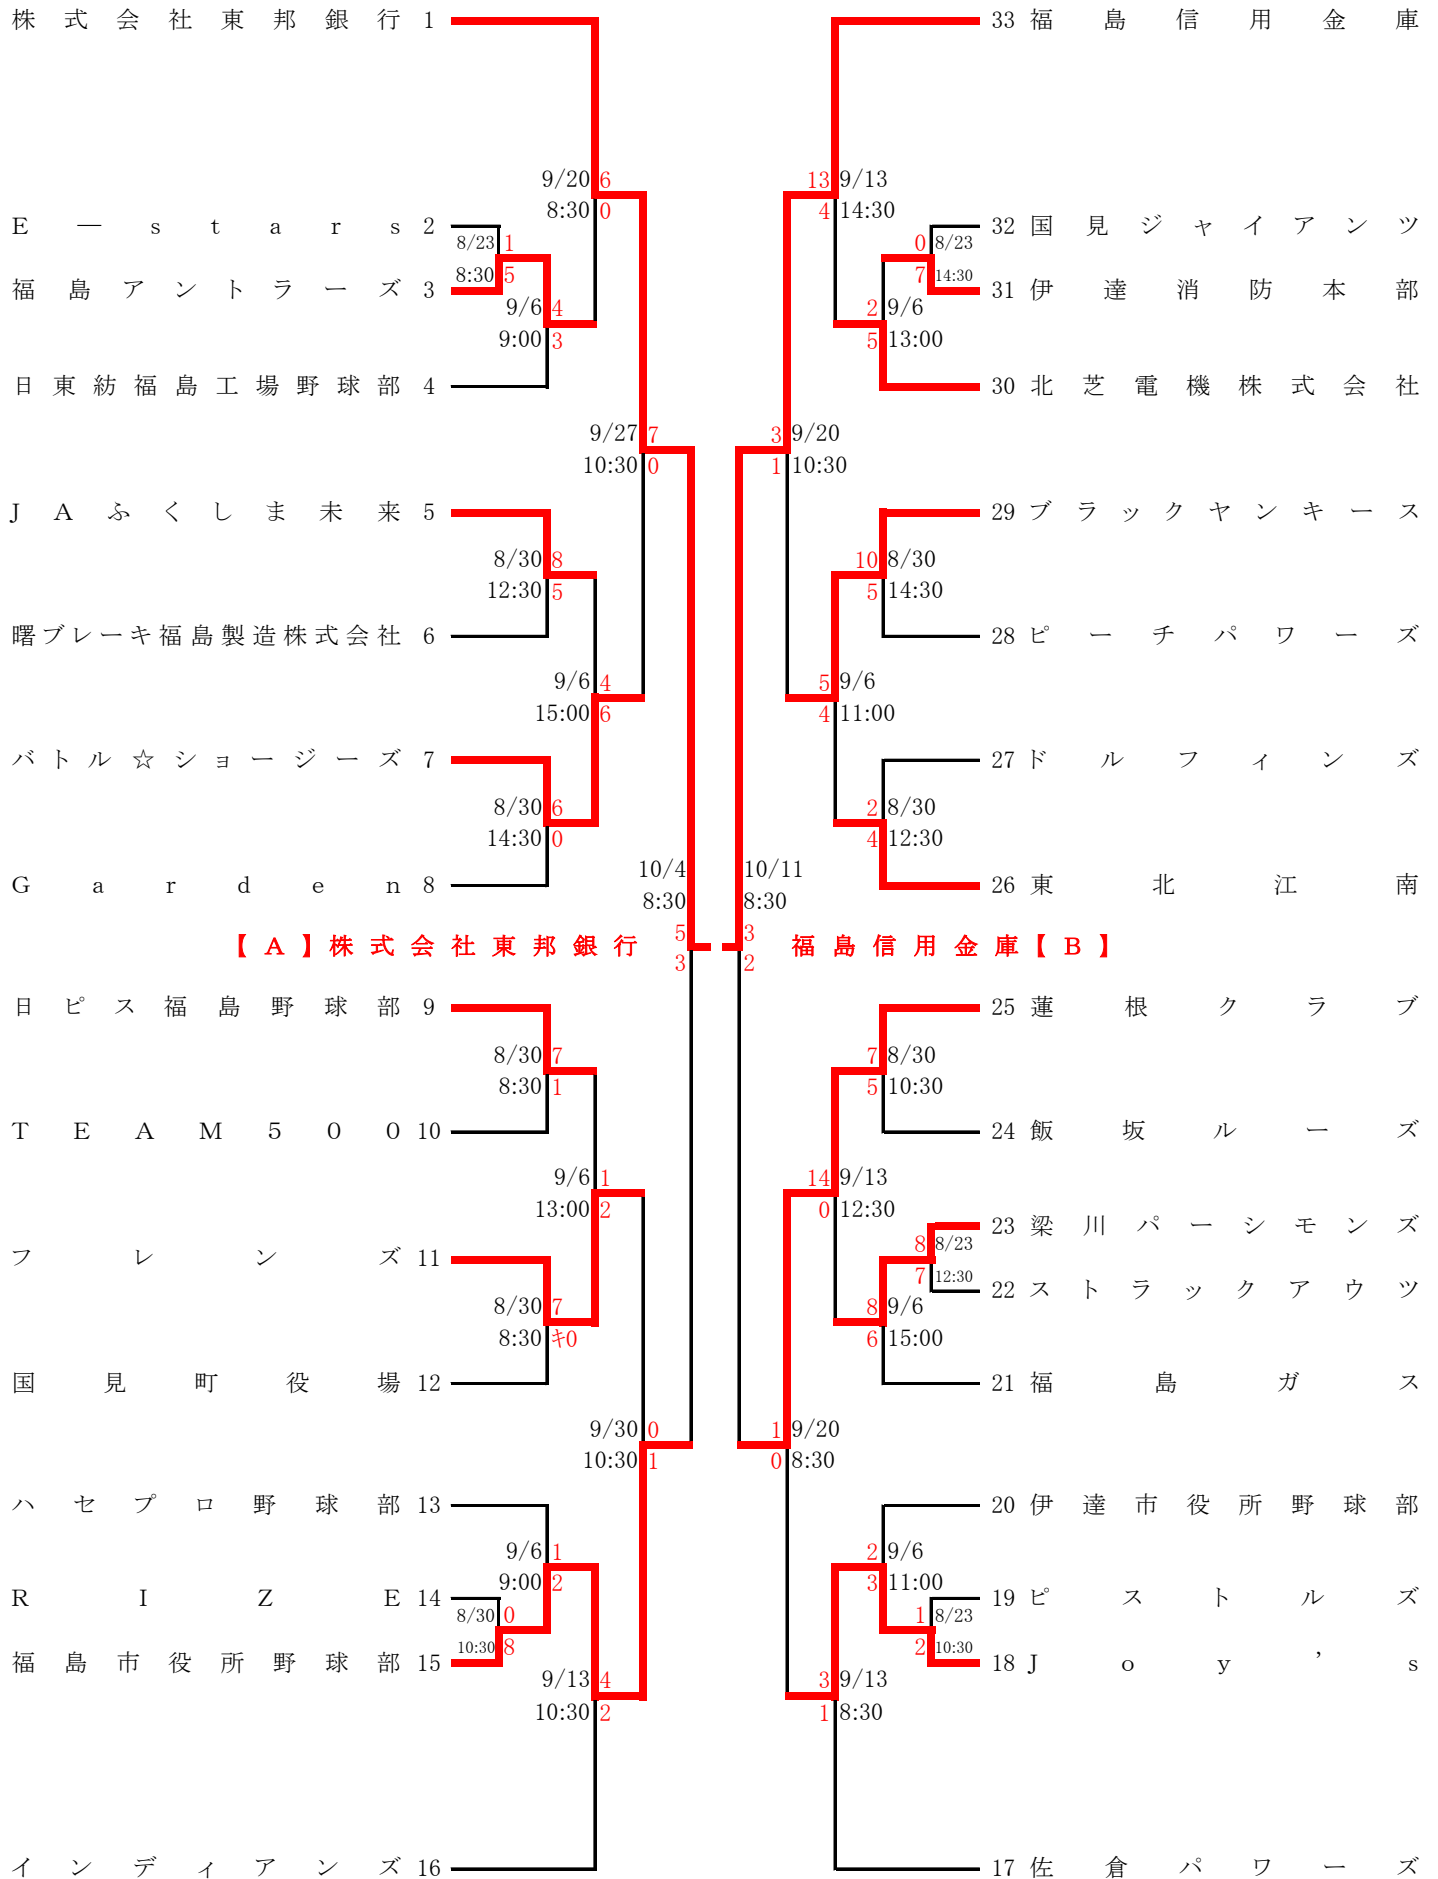 株式会社東邦銀行 1
33 福島信用金庫
9/20 6
8:30 0
13 9/13
4 14:30
E―stars 2
8/23 1
8:30 5
福島アントラーズ 3
9/6 4
9:00 3
日東紡福島工場野球部 4
32 国見ジャイアンツ
0 8/23
7 14:30
31 伊達消防本部
2 9/6
5 13:00
30 北芝電機株式会社
9/27 7
10:30 0
3 9/20
1 10:30
JAふくしま未来 5
8/30 8
12:30 5
曙ブレーキ福島製造株式会社 6
9/6 4
15:00 6
バトル☆ショージーズ 7
8/30 6
14:30 0
Garden 8
29 ブラックヤンキース
10 8/30
5 14:30
28 ピーチパワーズ
5 9/6
4 11:00
27 ドルフィンズ
2 8/30
4 12:30
26 東北江南
10/4
8:30
5
3
10/11
8:30
3
2
【A】株式会社東邦銀行
福島信用金庫【B】
日ピス福島野球部 9
8/30 7
8:30 1
TEAM500 10
9/6 1
13:00 2
フレンズ 11
8/30 7
8:30 キ0
国見町役場 12
25 蓮根クラブ
7 8/30
5 10:30
24 飯坂ルーズ
14 9/13
0 12:30
23 梁川パーシモンズ
8 8/23
7 12:30
22 ストラックアウツ
8 9/6
6 15:00
21 福島ガス
9/30 0
10:30 1
1 9/20
0 8:30
ハセプロ野球部 13
9/6 1
9:00 2
RIZE 14
8/30 0
10:30 8
福島市役所野球部 15
9/13 4
10:30 2
インディアンズ 16
20 伊達市役所野球部
2 9/6
3 11:00
19 ピストルズ
1 8/23
2 10:30
18 Joy’s
3 9/13
1 8:30
17 佐倉パワーズ